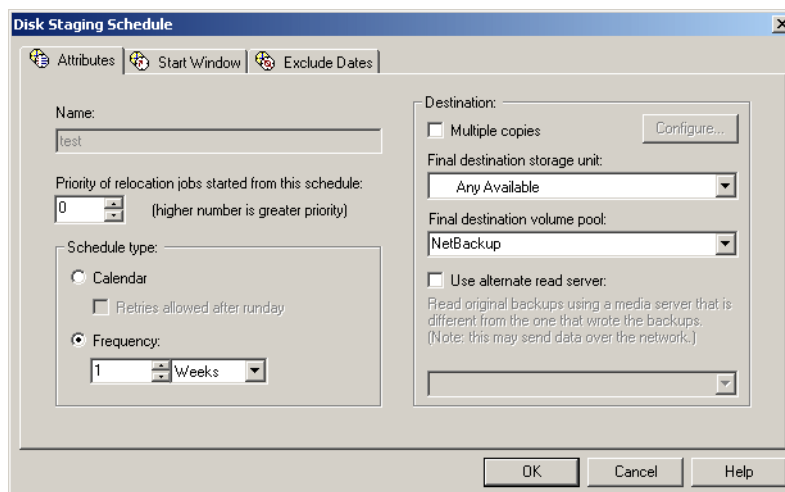 Disk Staging Schedule
Attributes
Start Window
Exclude Dates
Name:
test
Priority of relocation jobs started from this schedule:
0
(higher number is greater priority)
Schedule type:
Calendar
Retries allowed after runday
Frequency:
1
Weeks
Destination:
Multiple copies
Configure...
Final destination storage unit:
Any Available
Final destination volume pool:
NetBackup
Use alternate read server:
Read original backups using a media server that is
different from the one that wrote the backups.
(Note: this may send data over the network.)
OK
Cancel
Help